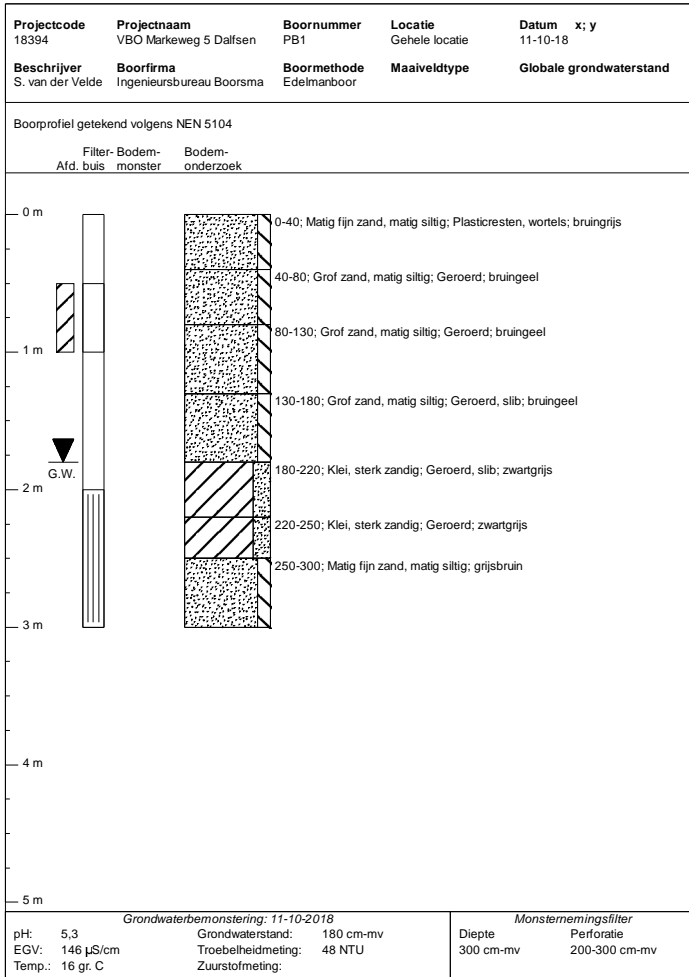 Projectcode Projectnaam Boornummer Locatie Datum x; y
18394 VBO Markeweg 5 Dalfsen PB1 Gehele locatie 11-10-18
Beschrijver Boorfirma Boormethode Maaiveldtype Globale grondwaterstand
S. van der Velde Ingenieursbureau Boorsma Edelmanboor
Boorprofiel getekend volgens NEN 5104
Filter- Bodem- Bodem-
Afd. buis monster onderzoek
0 m
0-40; Matig fijn zand, matig siltig; Plasticresten, wortels; bruingrijs
40-80; Grof zand, matig siltig; Geroerd; bruingeel
80-130; Grof zand, matig siltig; Geroerd; bruingeel
1 m
130-180; Grof zand, matig siltig; Geroerd, slib; bruingeel
G.W.
180-220; Klei, sterk zandig; Geroerd, slib; zwartgrijs
2 m
220-250; Klei, sterk zandig; Geroerd; zwartgrijs
250-300; Matig fijn zand, matig siltig; grijsbruin
3 m
4 m
5 m
Grondwaterbemonstering: 11-10-2018 Monsternemingsfilter
pH: 5,3 Grondwaterstand: 180 cm-mv Diepte Perforatie
EGV: 146 µS/cm Troebelheidmeting: 48 NTU 300 cm-mv 200-300 cm-mv
Temp.: 16 gr. C Zuurstofmeting: